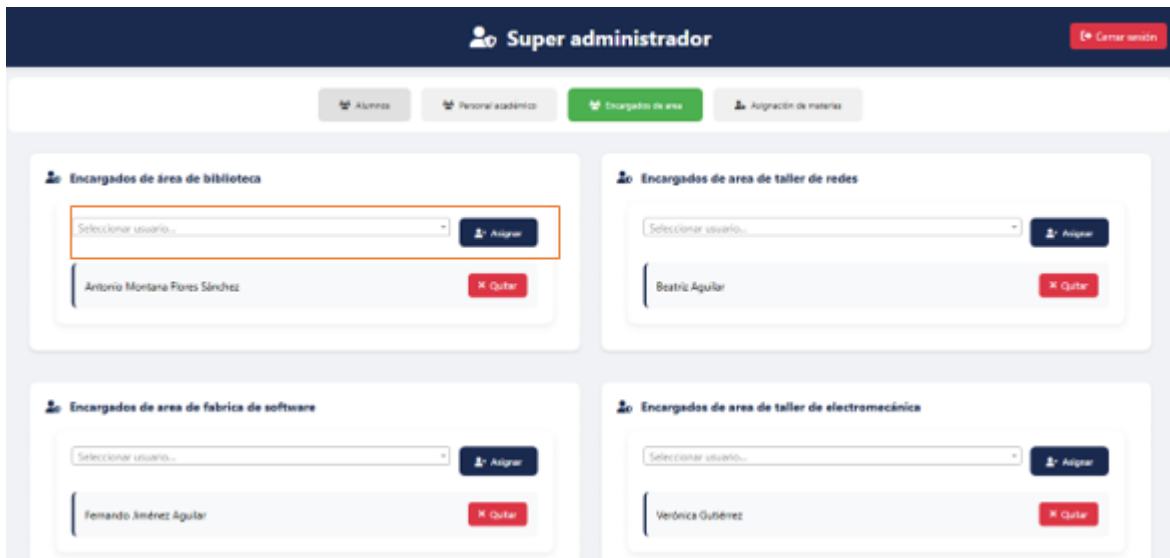 Super administrador
Cerrar sesión
Alumnos
Personal académico
Encargados de area
Asignación de materias
Encargados de área de biblioteca
Seleccionar usuario...
Asignar
Antonio Montana Flores Sánchez
Quitar
Encargados de area de taller de redes
Seleccionar usuario...
Asignar
Beatriz Aguilar
Quitar
Encargados de area de fabrica de software
Seleccionar usuario...
Asignar
Fernando Jiménez Aguilar
Quitar
Encargados de area de taller de electromecánica
Seleccionar usuario...
Asignar
Verónica Gutiérrez
Quitar